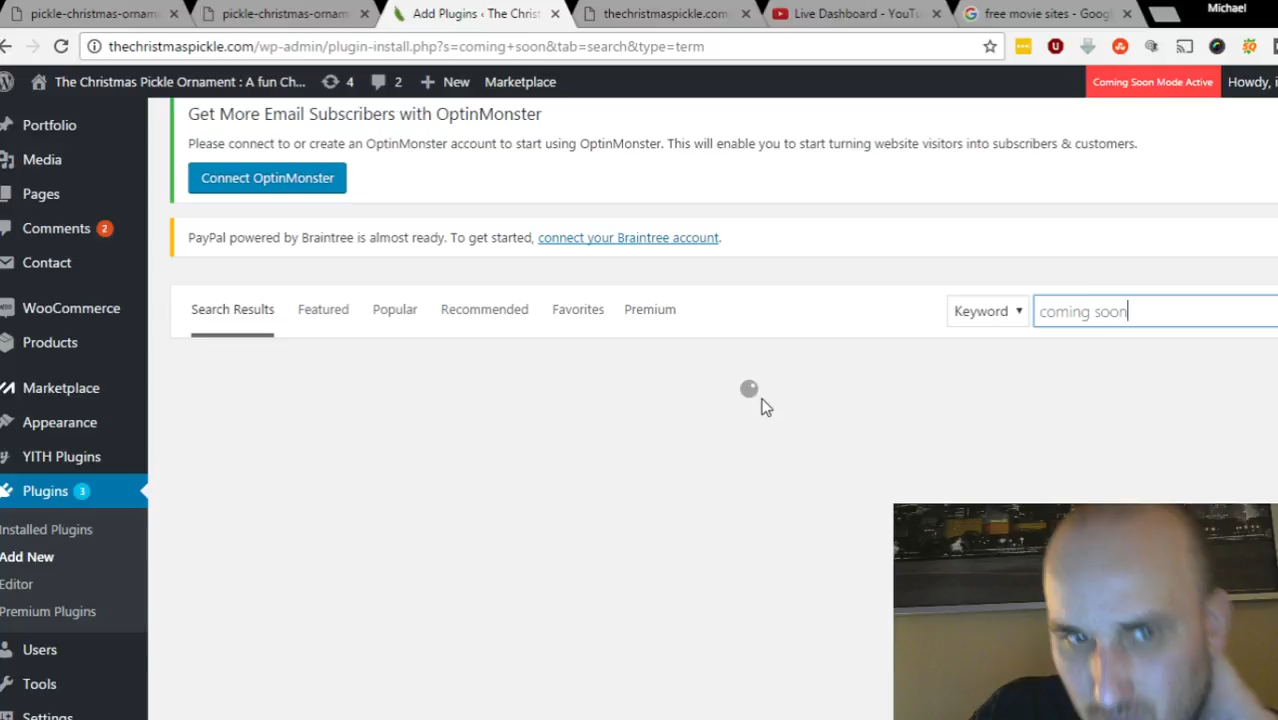 pickle-christmas-ornam
pickle-christmas-ornam
Add Plugins ‹ The Christ
thechristmaspickle.com/
Live Dashboard - YouTu
free movie sites - Goog
Michael
thechristmaspickle.com/wp-admin/plugin-install.php?s=coming+soon&tab=search&type=term
The Christmas Pickle Ornament : A fun Ch...
4
2
New
Marketplace
Coming Soon Mode Active
Howdy, i
Portfolio
Media
Pages
Comments 2
Contact
WooCommerce
Products
Marketplace
Appearance
YITH Plugins
Plugins 3
Installed Plugins
Add New
Editor
Premium Plugins
Users
Tools
Settings
Get More Email Subscribers with OptinMonster
Please connect to or create an OptinMonster account to start using OptinMonster. This will enable you to start turning website visitors into subscribers & customers.
Connect OptinMonster
PayPal powered by Braintree is almost ready. To get started, connect your Braintree account.
Search Results
Featured
Popular
Recommended
Favorites
Premium
Keyword
coming soon